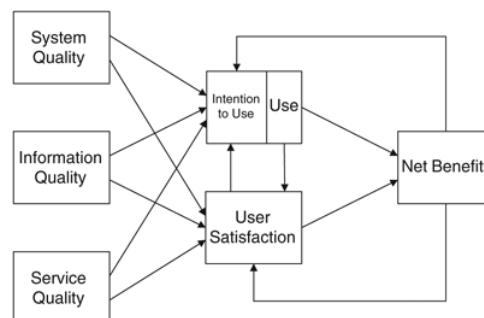 System
Quality
Information
Quality
Service
Quality
Intention
to Use
Use
User
Satisfaction
Net Benefit